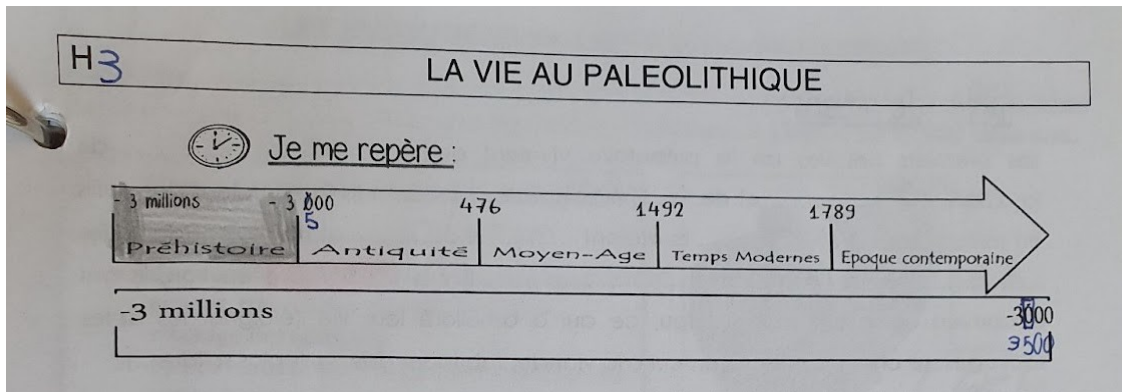 H3
LA VIE AU PALEOLITHIQUE
Je me repère :
- 3 millions - 3 000 476 1492 1789
5
Préhistoire Antiquité Moyen-Age Temps Modernes Epoque contemporaine
-3 millions -3000
3500